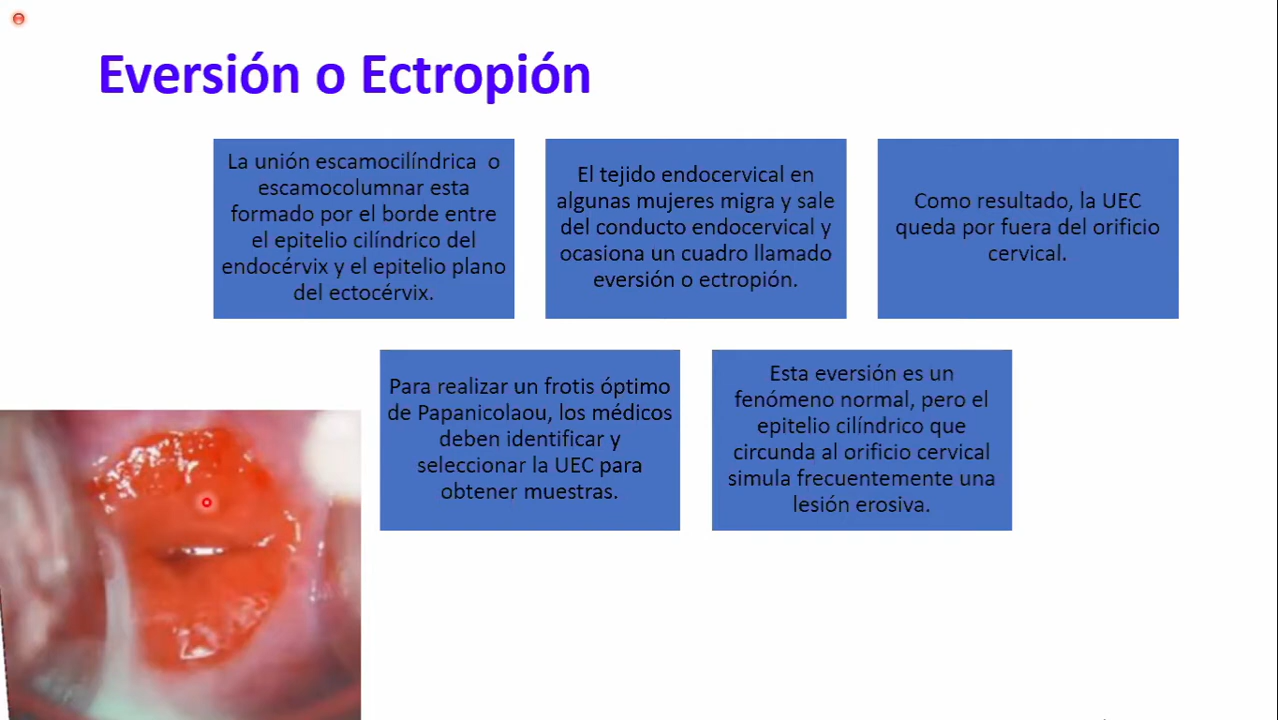 Eversión o Ectropión
La unión escamocilíndrica o
escamocolumnar esta
formado por el borde entre
el epitelio cilíndrico del
endocérvix y el epitelio plano
del ectocérvix.
El tejido endocervical en
algunas mujeres migra y sale
del conducto endocervical y
ocasiona un cuadro llamado
eversión o ectropión.
Como resultado, la UEC
queda por fuera del orificio
cervical.
Para realizar un frotis óptimo
de Papanicolaou, los médicos
deben identificar y
seleccionar la UEC para
obtener muestras.
Esta eversión es un
fenómeno normal, pero el
epitelio cilíndrico que
circunda al orificio cervical
simula frecuentemente una
lesión erosiva.